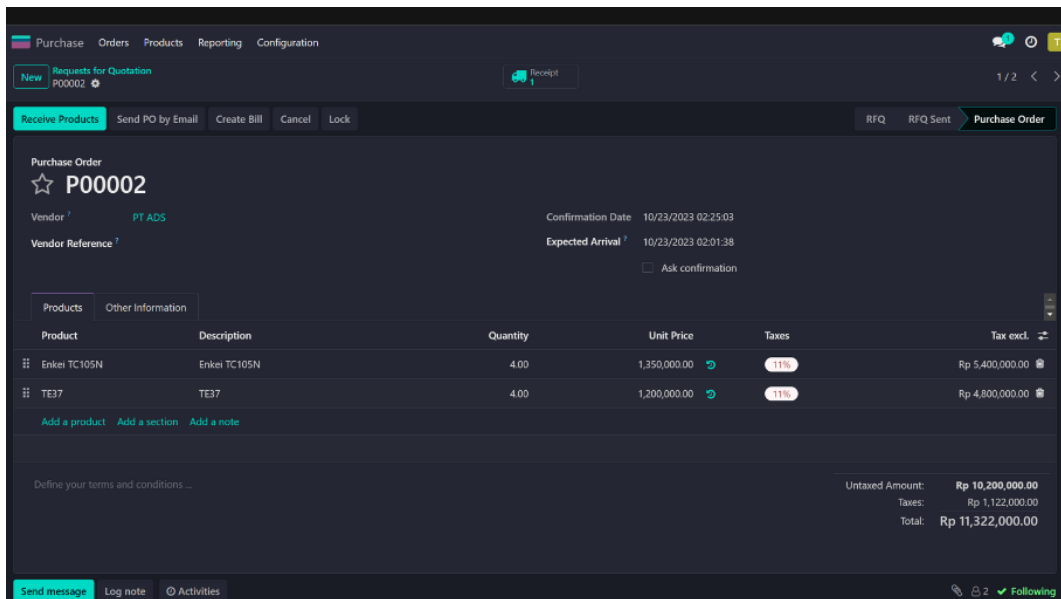 Purchase Orders Products Reporting Configuration 1 T
New Requests for Quotation P00002 Receipt 1 1 / 2
Receive Products Send PO by Email Create Bill Cancel Lock RFQ RFQ Sent Purchase Order
Purchase Order
P00002
Vendor ? PT ADS Confirmation Date 10/23/2023 02:25:03
Vendor Reference ? Expected Arrival ? 10/23/2023 02:01:38
Ask confirmation
Products Other Information
Product Description Quantity Unit Price Taxes Tax excl.
Enkei TC105N Enkei TC105N 4.00 1,350,000.00 11% Rp 5,400,000.00
TE37 TE37 4.00 1,200,000.00 11% Rp 4,800,000.00
Add a product Add a section Add a note
Define your terms and conditions ... Untaxed Amount: Rp 10,200,000.00
Taxes: Rp 1,122,000.00
Total: Rp 11,322,000.00
Send message Log note Activities 2 Following